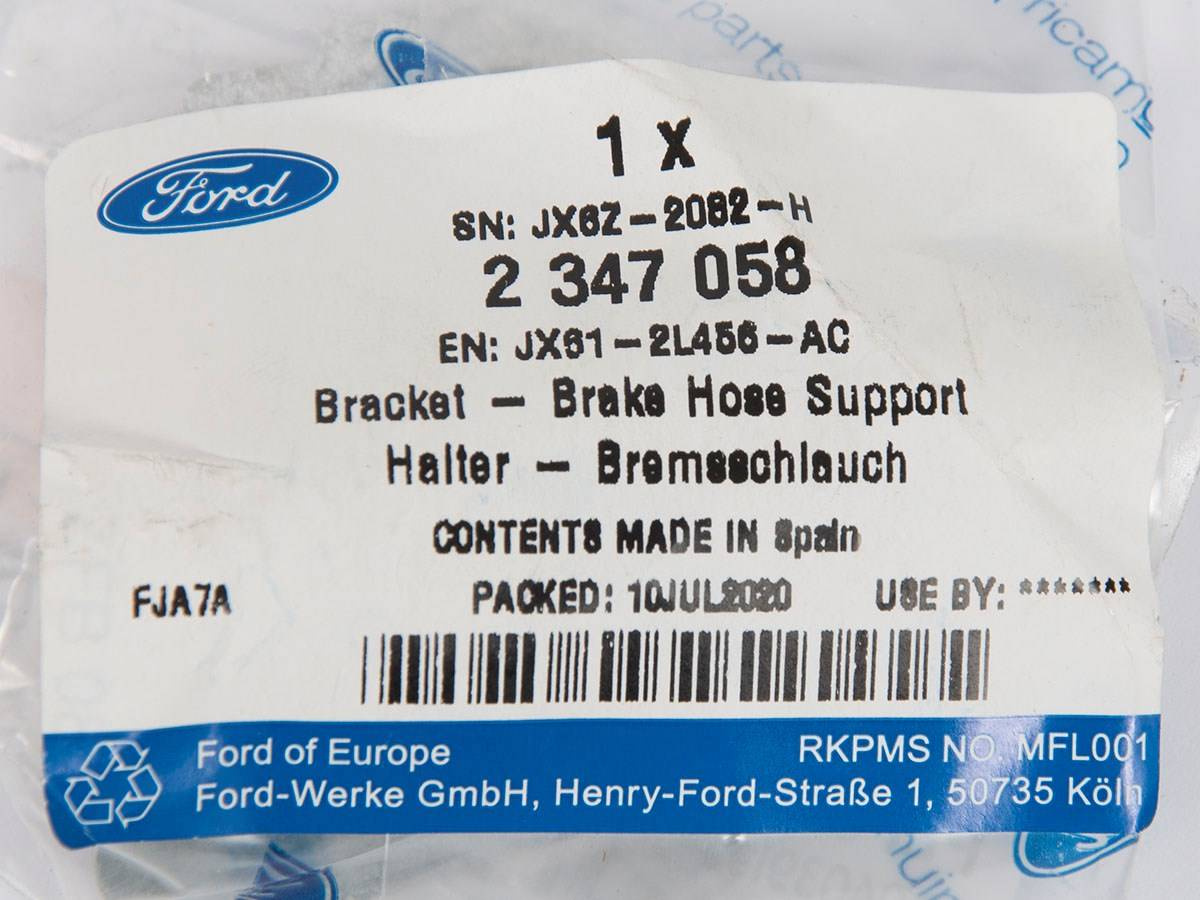 parts
Ford
1 X
SN: JX6Z-2082-H
2 347 058
EN: JX61-2L456-AC
Bracket - Brake Hose Support
Halter - Bremsschlauch
CONTENTS MADE IN Spain
FJA7A PACKED: 10JUL2020 USE BY: *******
Ford of Europe RKPMS NO. MFL001
Ford-Werke GmbH, Henry-Ford-Straße 1, 50735 Köln